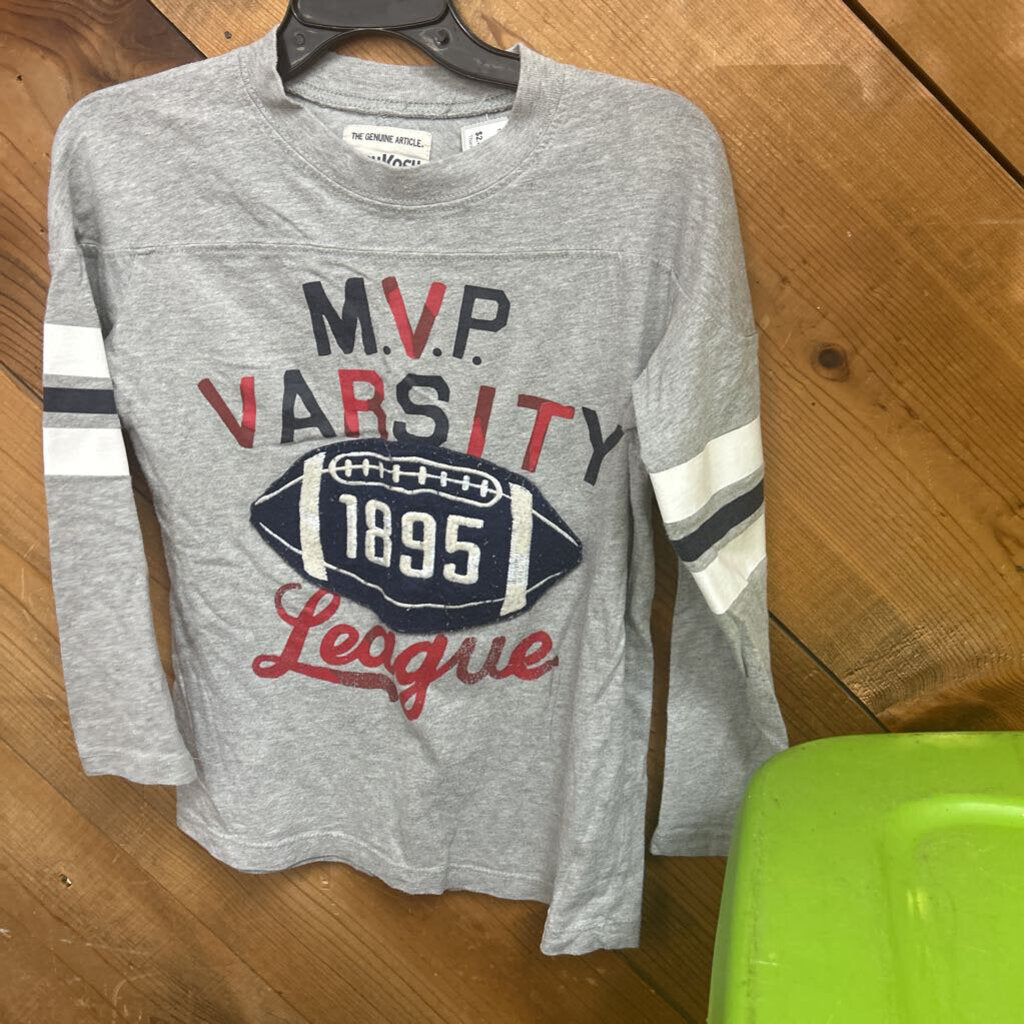 THE GENUINE ARTICLE.
M.V.P.
VARSITY
1895
League